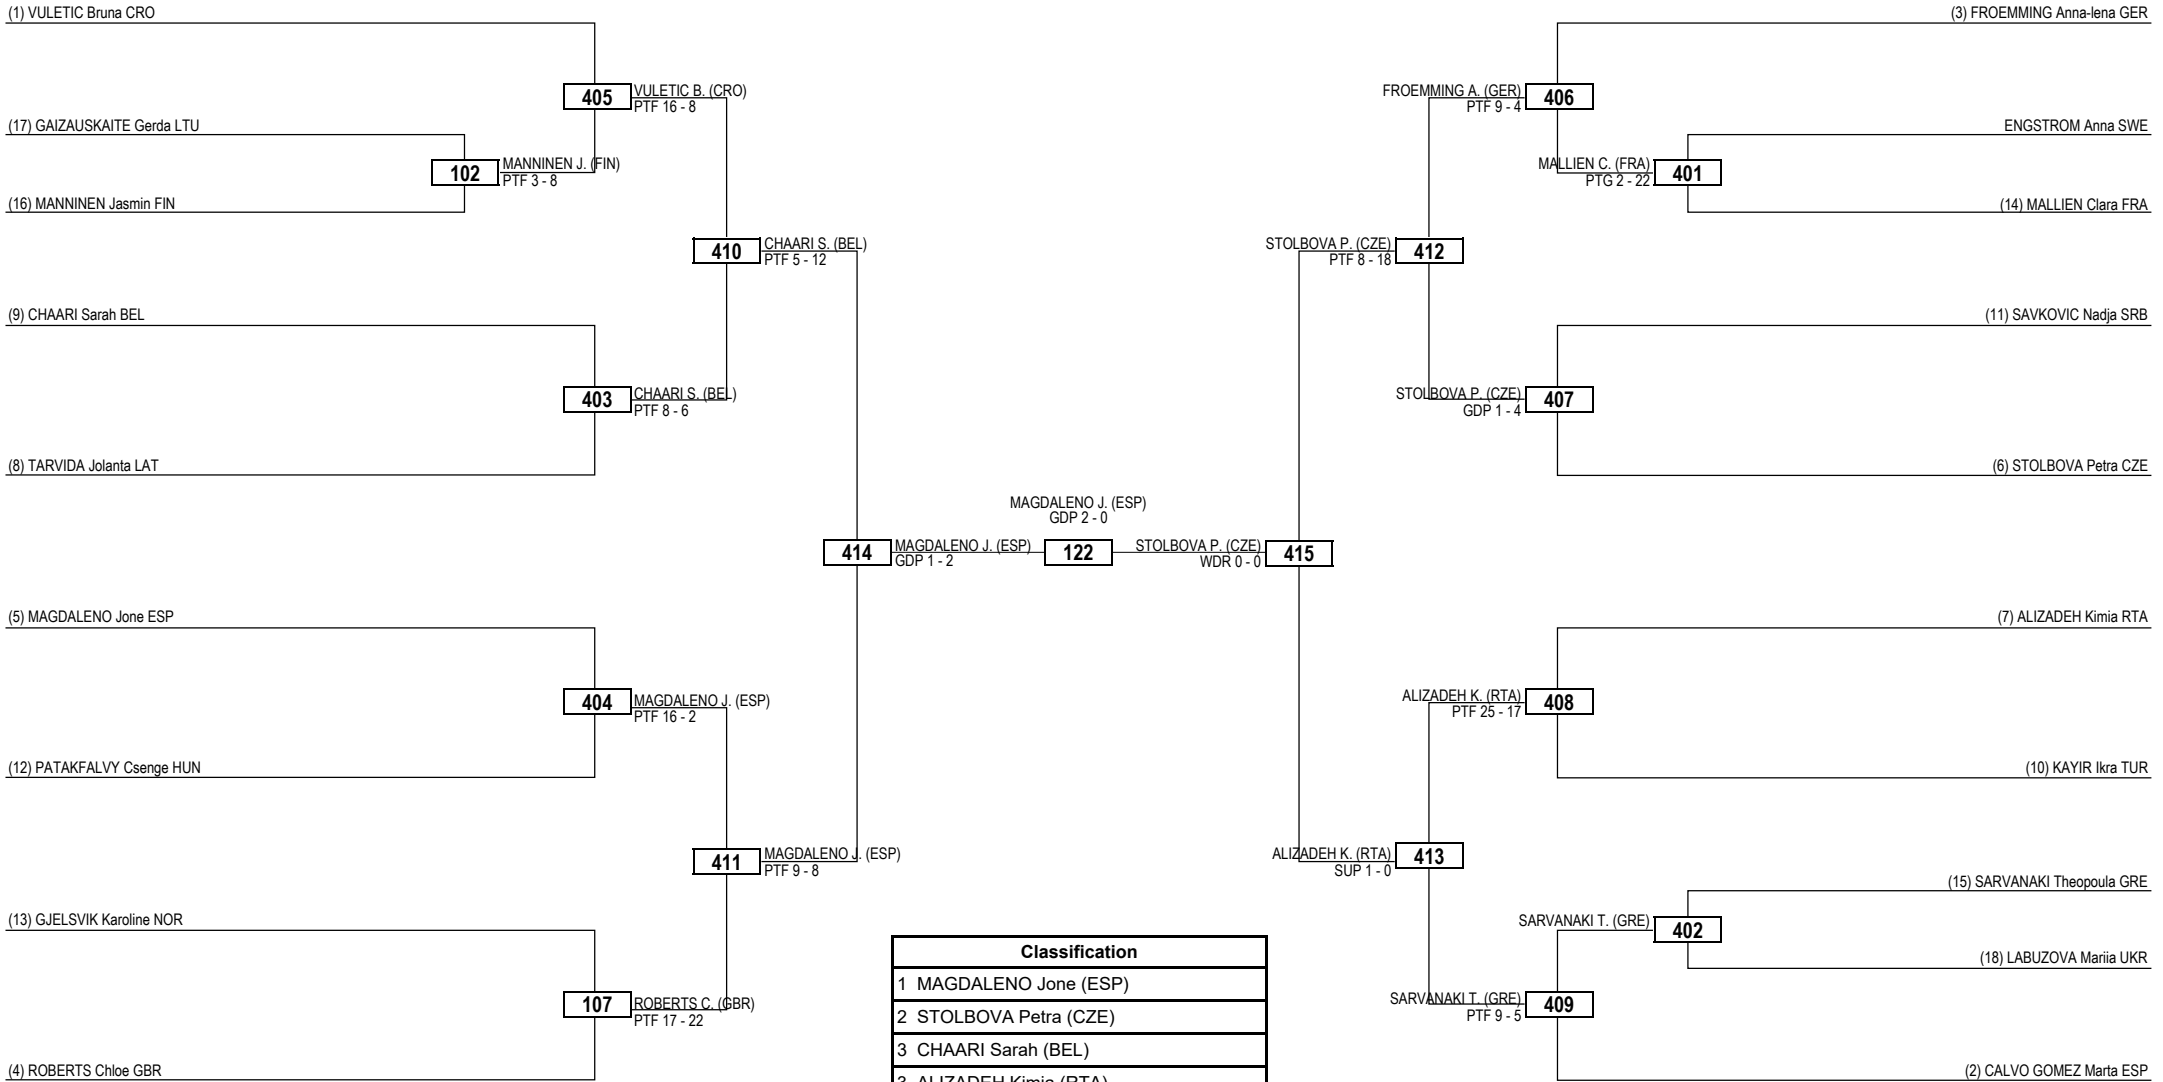 (1) VULETIC Bruna CRO
405
VULETIC B. (CRO)
PTF 16 - 8
(17) GAIZAUSKAITE Gerda LTU
102
MANNINEN J. (FIN)
PTF 3 - 8
(16) MANNINEN Jasmin FIN
410
CHAARI S. (BEL)
PTF 5 - 12
(9) CHAARI Sarah BEL
403
CHAARI S. (BEL)
PTF 8 - 6
(8) TARVIDA Jolanta LAT
414
MAGDALENO J. (ESP)
GDP 1 - 2
(5) MAGDALENO Jone ESP
404
MAGDALENO J. (ESP)
PTF 16 - 2
(12) PATAKFALVY Csenge HUN
411
MAGDALENO J. (ESP)
PTF 9 - 8
(13) GJELSVIK Karoline NOR
107
ROBERTS C. (GBR)
PTF 17 - 22
(4) ROBERTS Chloe GBR
MAGDALENO J. (ESP)
GDP 2 - 0
122
(3) FROEMMING Anna-lena GER
FROEMMING A. (GER)
PTF 9 - 4
406
ENGSTROM Anna SWE
MALLIEN C. (FRA)
PTG 2 - 22
401
(14) MALLIEN Clara FRA
STOLBOVA P. (CZE)
PTF 8 - 18
412
(11) SAVKOVIC Nadja SRB
STOLBOVA P. (CZE)
GDP 1 - 4
407
(6) STOLBOVA Petra CZE
STOLBOVA P. (CZE)
WDR 0 - 0
415
(7) ALIZADEH Kimia RTA
ALIZADEH K. (RTA)
PTF 25 - 17
408
(10) KAYIR Ikra TUR
ALIZADEH K. (RTA)
SUP 1 - 0
413
(15) SARVANAKI Theopoula GRE
SARVANAKI T. (GRE)
402
(18) LABUZOVA Mariia UKR
SARVANAKI T. (GRE)
PTF 9 - 5
409
(2) CALVO GOMEZ Marta ESP
Classification
1 MAGDALENO Jone (ESP)
2 STOLBOVA Petra (CZE)
3 CHAARI Sarah (BEL)
3 ALIZADEH Kimia (RTA)